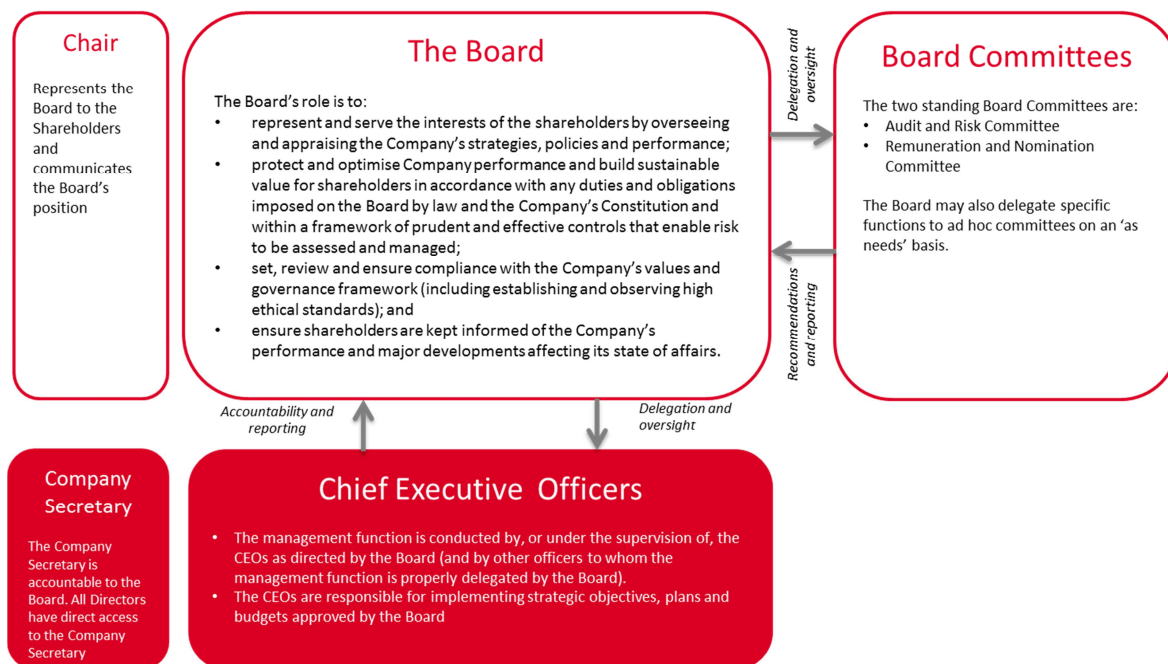 Chair
Represents the
Board to the
Shareholders
and
communicates
the Board's
position
The Board
The Board's role is to:
• represent and serve the interests of the shareholders by overseeing
and appraising the Company's strategies, policies and performance;
• protect and optimise Company performance and build sustainable
value for shareholders in accordance with any duties and obligations
imposed on the Board by law and the Company's Constitution and
within a framework of prudent and effective controls that enable risk
to be assessed and managed;
• set, review and ensure compliance with the Company's values and
governance framework (including establishing and observing high
ethical standards); and
• ensure shareholders are kept informed of the Company's
performance and major developments affecting its state of affairs.
Delegation and
oversight
Recommendations
and reporting
Board Committees
The two standing Board Committees are:
• Audit and Risk Committee
• Remuneration and Nomination
Committee
The Board may also delegate specific
functions to ad hoc committees on an 'as
needs' basis.
Accountability and
reporting
Delegation and
oversight
Company
Secretary
The Company
Secretary is
accountable to the
Board. All Directors
have direct access
to the Company
Secretary
Chief Executive Officers
• The management function is conducted by, or under the supervision of, the
CEOs as directed by the Board (and by other officers to whom the
management function is properly delegated by the Board).
• The CEOs are responsible for implementing strategic objectives, plans and
budgets approved by the Board